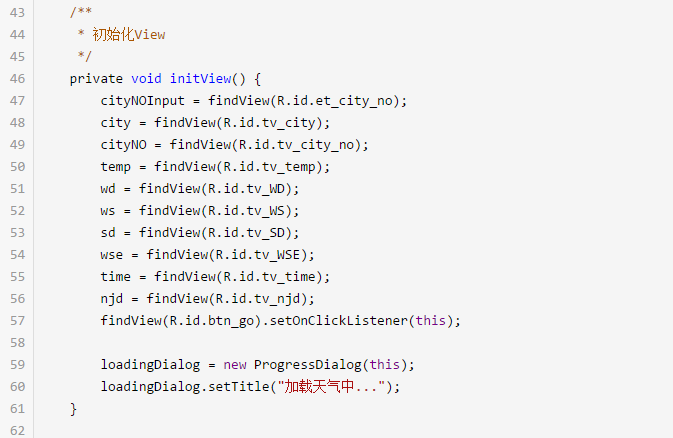 43    /**
44     * 初始化View
45     */
46    private void initView() {
47        cityNOInput = findView(R.id.et_city_no);
48        city = findView(R.id.tv_city);
49        cityNO = findView(R.id.tv_city_no);
50        temp = findView(R.id.tv_temp);
51        wd = findView(R.id.tv_WD);
52        ws = findView(R.id.tv_WS);
53        sd = findView(R.id.tv_SD);
54        wse = findView(R.id.tv_WSE);
55        time = findView(R.id.tv_time);
56        njd = findView(R.id.tv_njd);
57        findView(R.id.btn_go).setOnClickListener(this);
58
59        loadingDialog = new ProgressDialog(this);
60        loadingDialog.setTitle("加载天气中...");
61    }
62